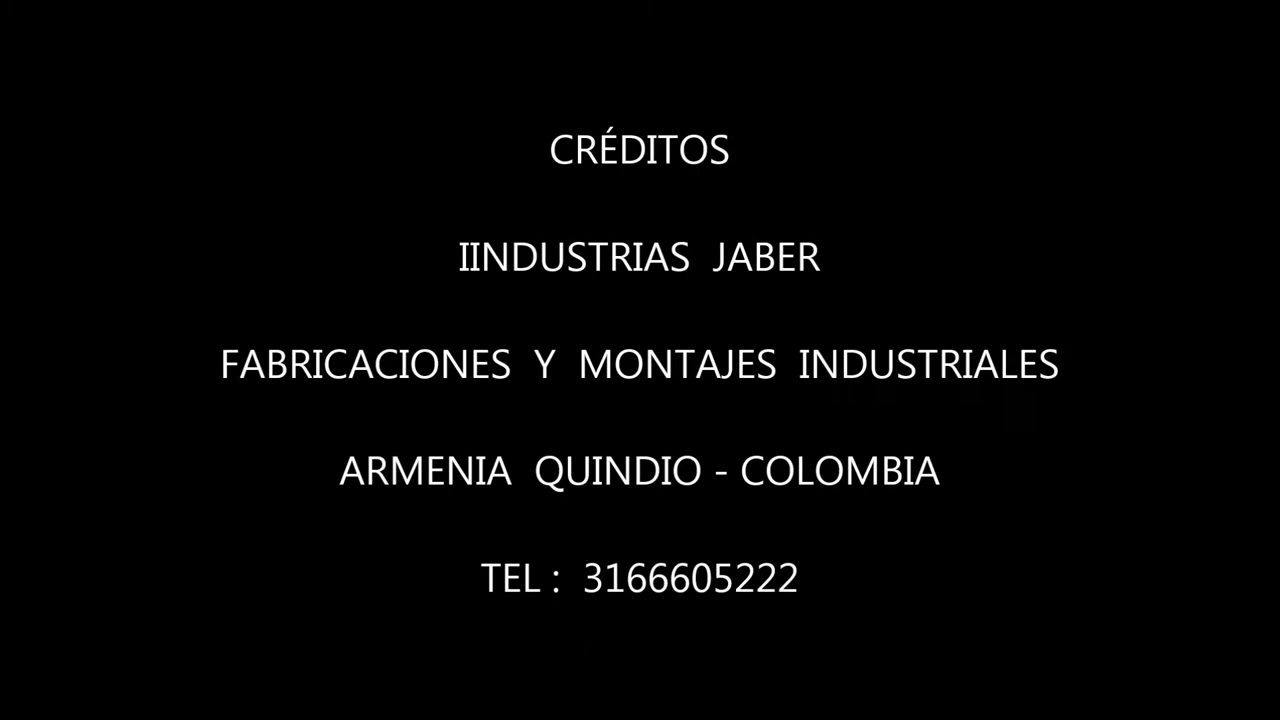 CRÉDITOS
IINDUSTRIAS JABER
FABRICACIONES Y MONTAJES INDUSTRIALES
ARMENIA QUINDIO - COLOMBIA
TEL : 3166605222